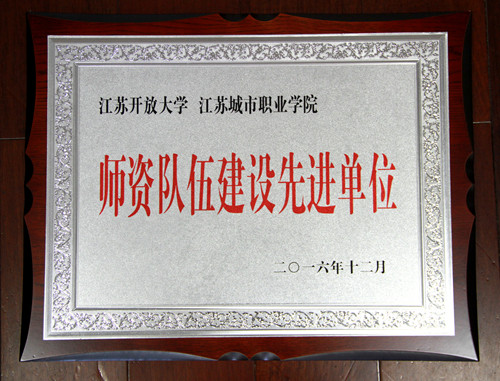 江苏开放大学 江苏城市职业学院
师资队伍建设先进单位
二〇一六年十二月